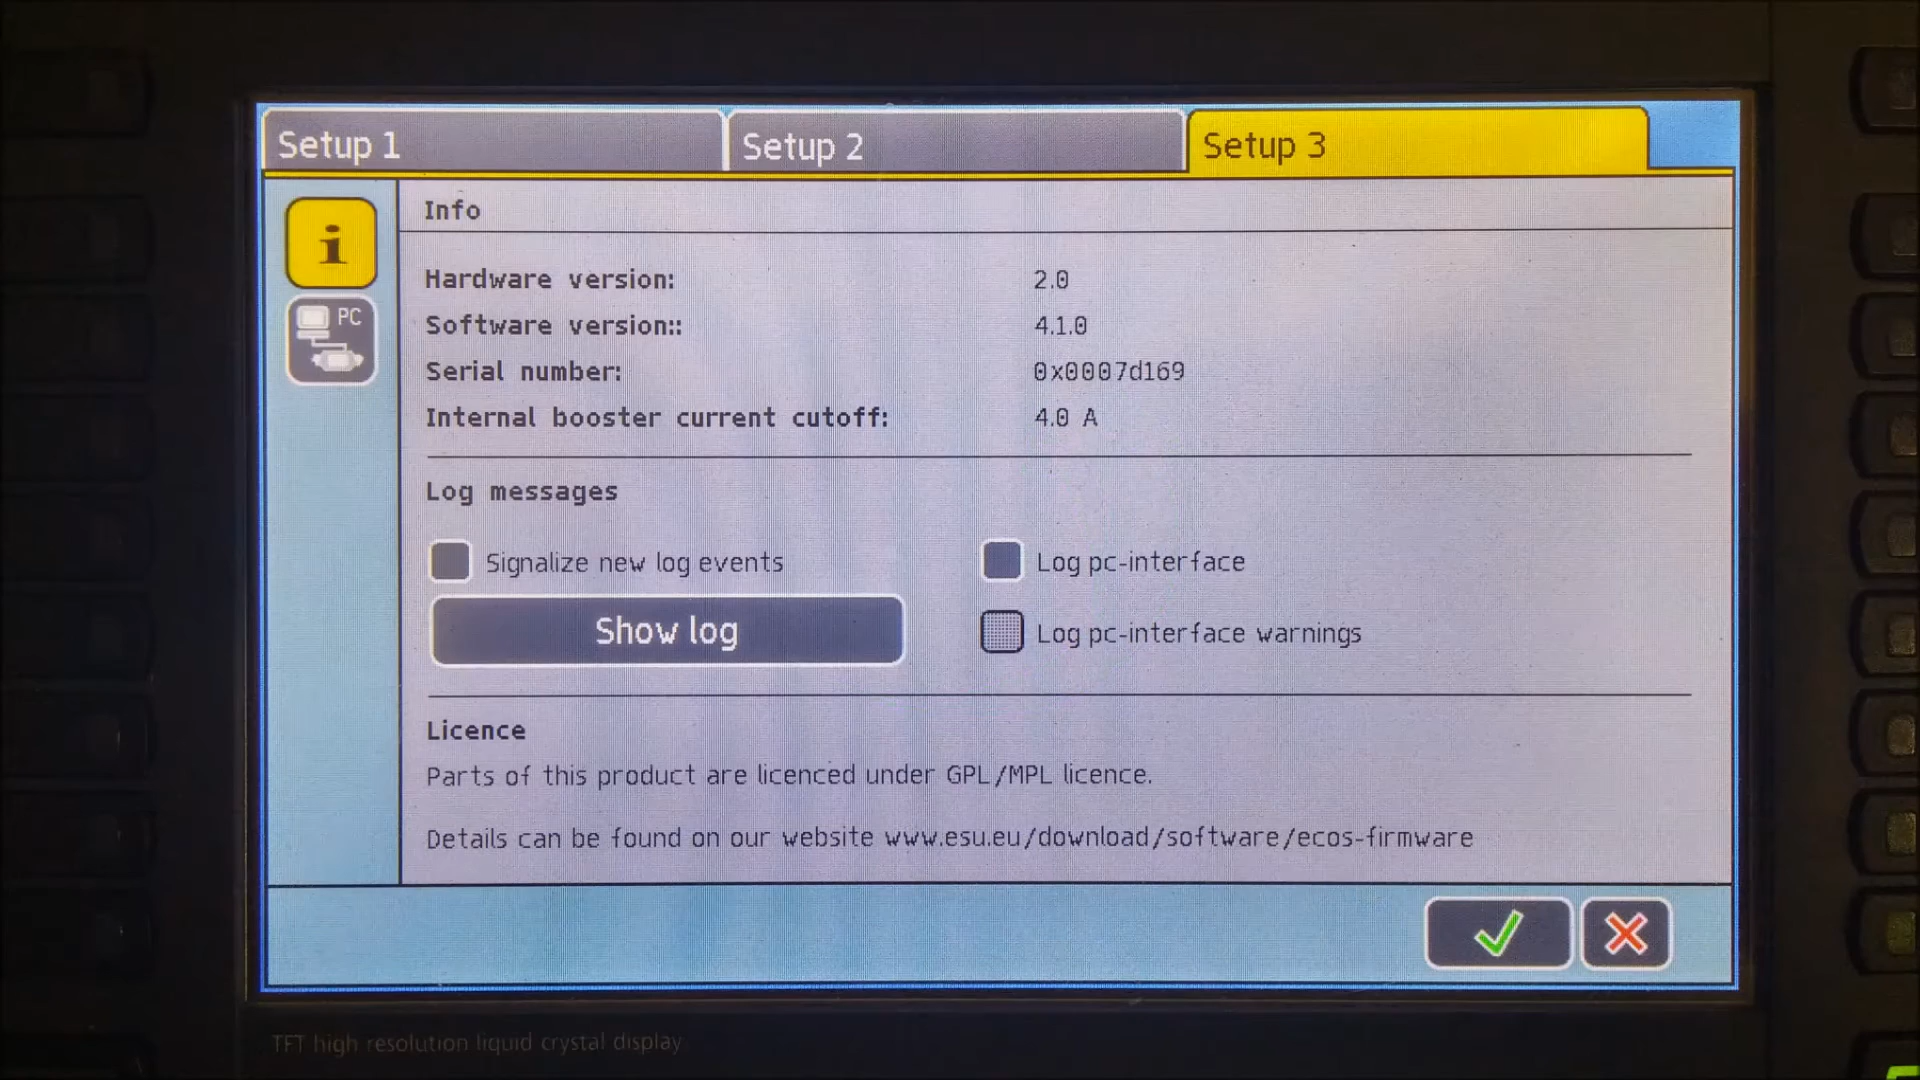 Setup 1
Setup 2
Setup 3
i
Info
PC
Hardware version: 2.0
Software version:: 4.1.0
Serial number: 0x0007d169
Internal booster current cutoff: 4.0 A
Log messages
Signalize new log events
Log pc-interface
Show log
Log pc-interface warnings
Licence
Parts of this product are licenced under GPL/MPL licence.
Details can be found on our website www.esu.eu/download/software/ecos-firmware
TFT high resolution liquid crystal display